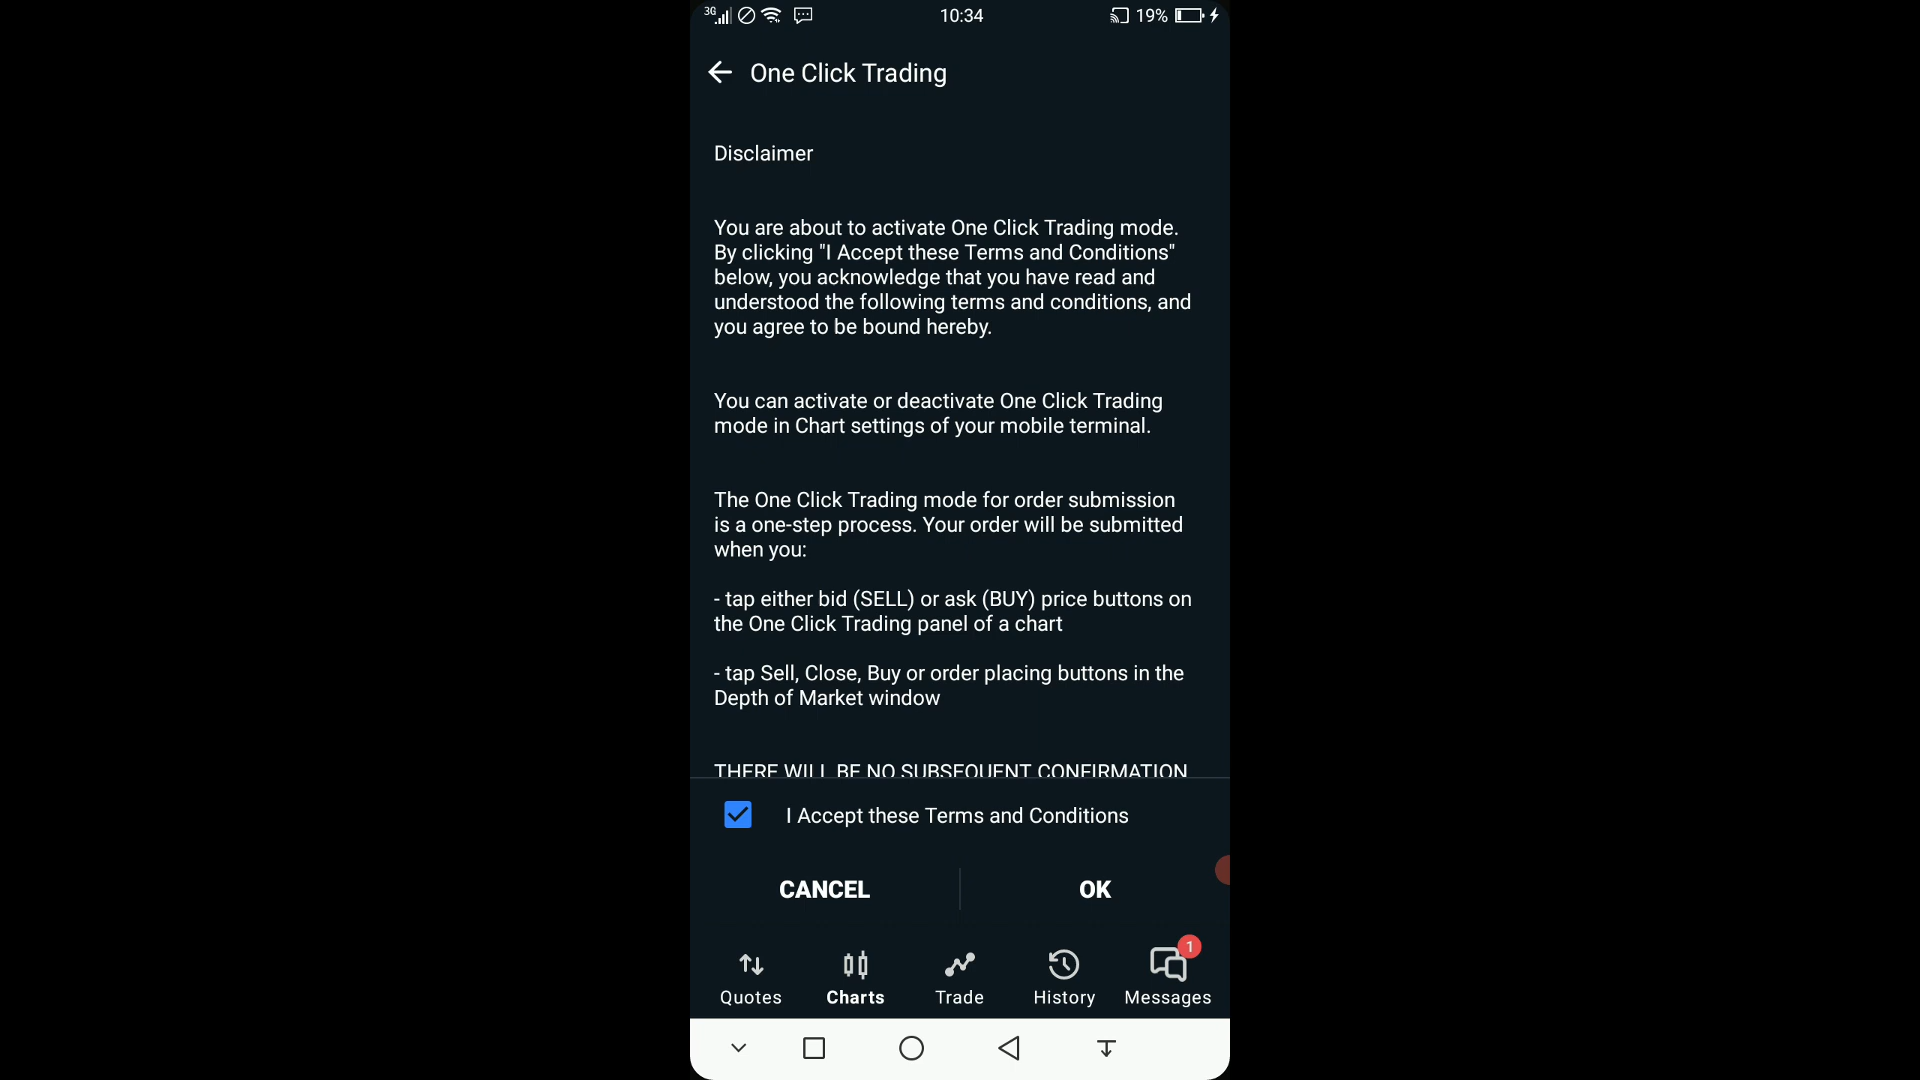 3G
10:34
19%
One Click Trading
Disclaimer
You are about to activate One Click Trading mode.
By clicking "I Accept these Terms and Conditions"
below, you acknowledge that you have read and
understood the following terms and conditions, and
you agree to be bound hereby.
You can activate or deactivate One Click Trading
mode in Chart settings of your mobile terminal.
The One Click Trading mode for order submission
is a one-step process. Your order will be submitted
when you:
- tap either bid (SELL) or ask (BUY) price buttons on
the One Click Trading panel of a chart
- tap Sell, Close, Buy or order placing buttons in the
Depth of Market window
THERE WILL BE NO SUBSEQUENT CONFIRMATION
I Accept these Terms and Conditions
CANCEL
OK
1
Quotes
Charts
Trade
History
Messages